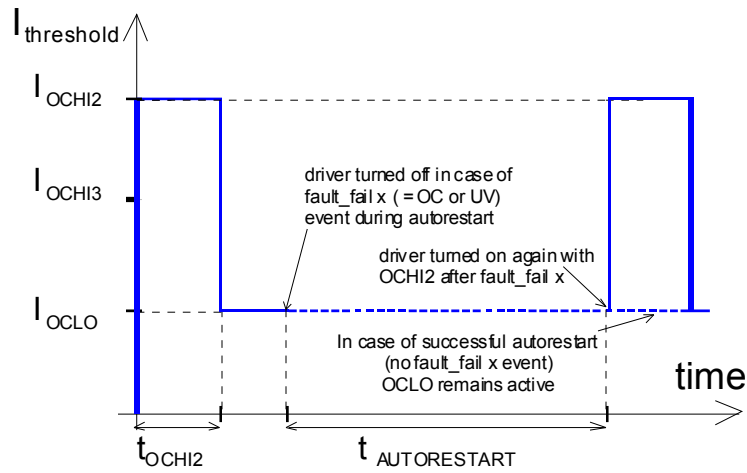 I threshold
I OCHI2
I OCHI3
driver turned off in case of
fault_fail x ( = OC or UV)
event during autorestart
driver turned on again with
OCHI2 after fault_fail x
I OCLO
In case of successful autorestart
(no fault_fail x event)
OCLO remains active
time
t OCHI2
t AUTORESTART